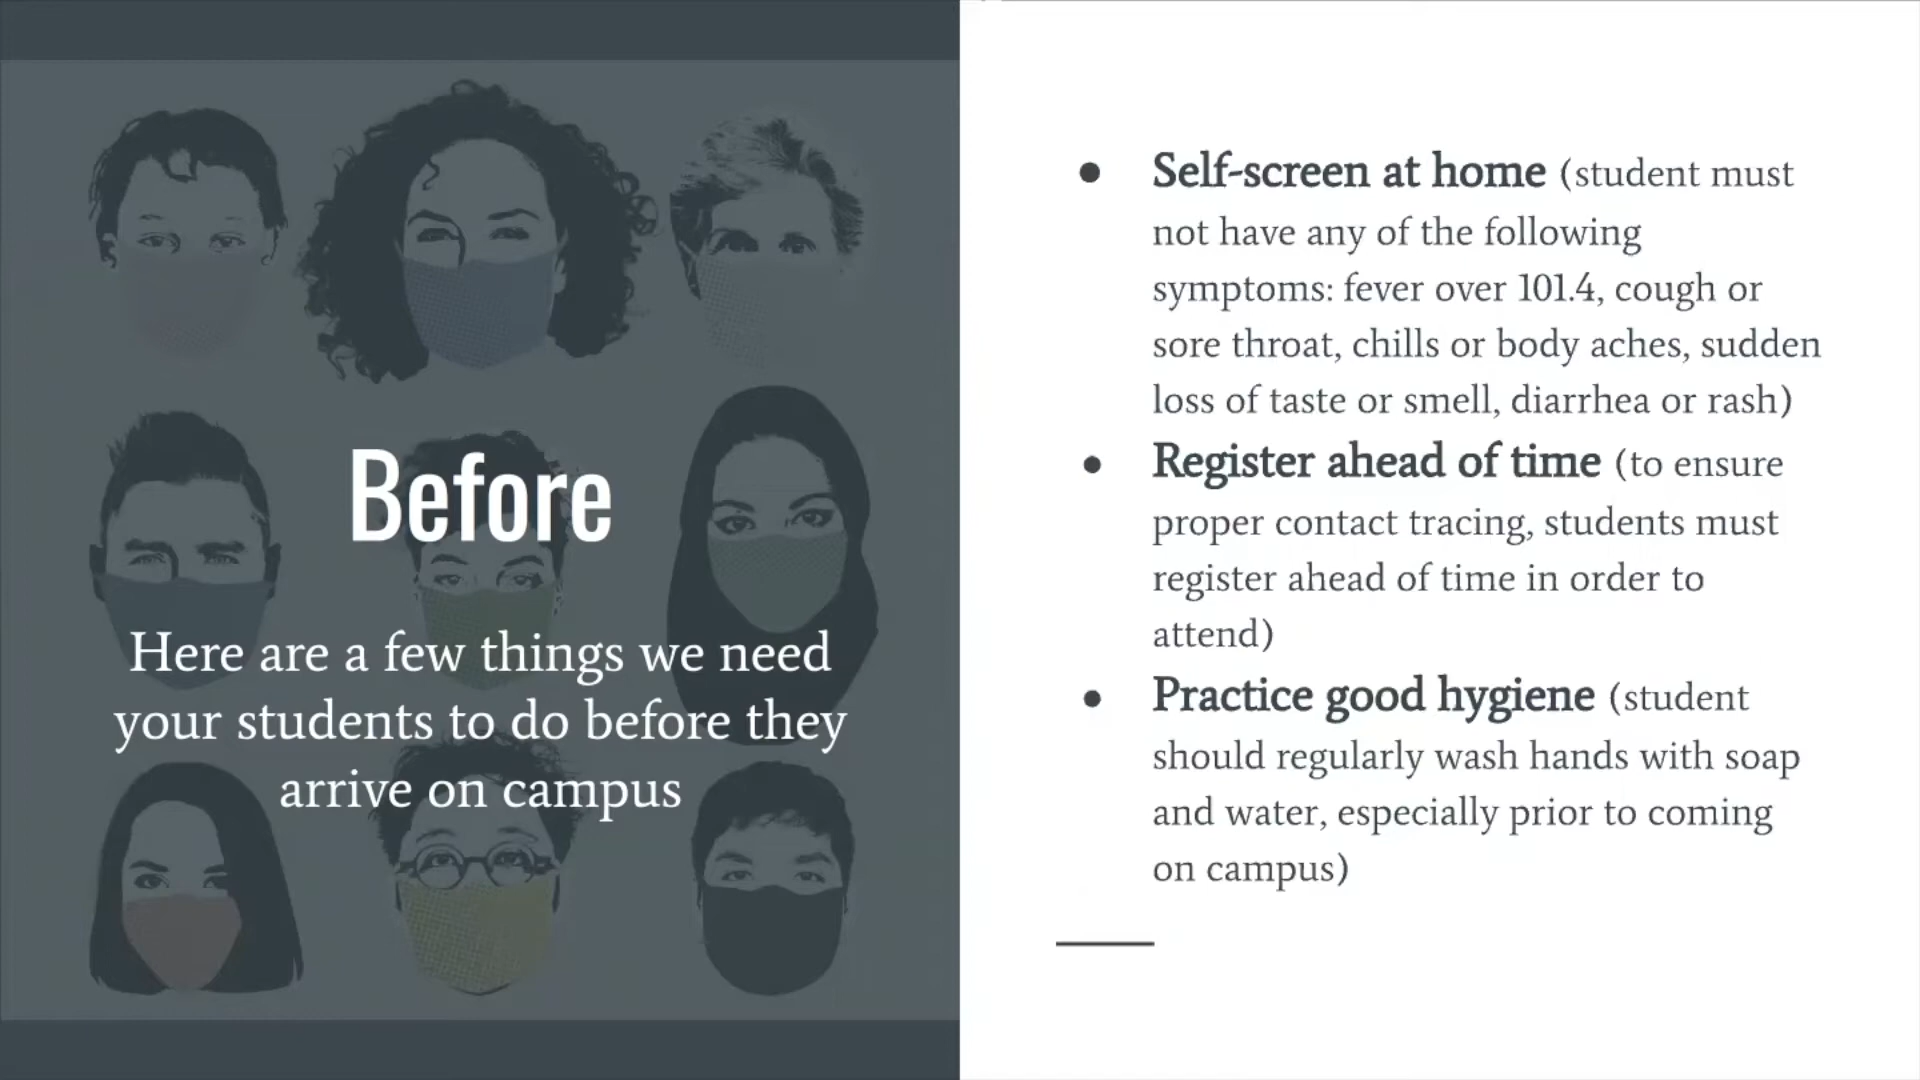 Before
Here are a few things we need
your students to do before they
arrive on campus
● Self-screen at home (student must
not have any of the following
symptoms: fever over 101.4, cough or
sore throat, chills or body aches, sudden
loss of taste or smell, diarrhea or rash)
● Register ahead of time (to ensure
proper contact tracing, students must
register ahead of time in order to
attend)
● Practice good hygiene (student
should regularly wash hands with soap
and water, especially prior to coming
on campus)